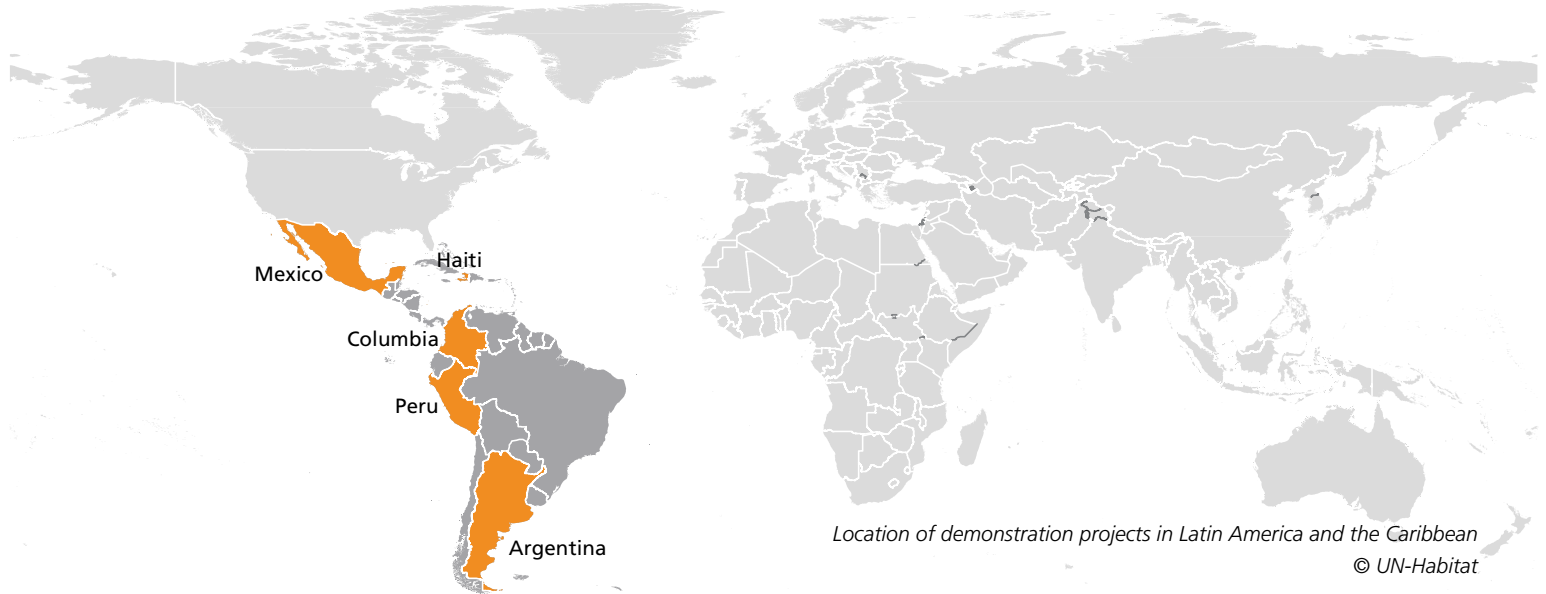 Haiti
Mexico
Columbia
Peru
Argentina
Location of demonstration projects in Latin America and the Caribbean
© UN-Habitat